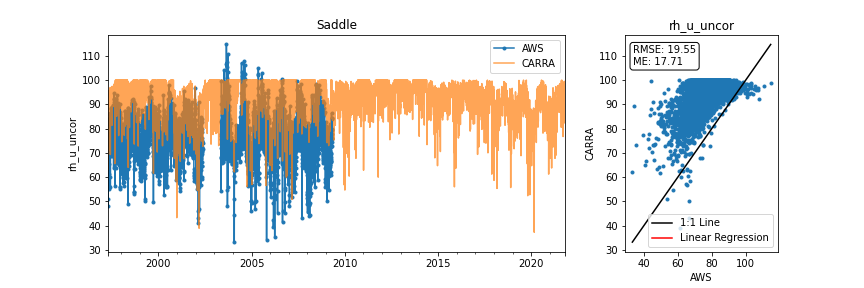 Saddle
rh_u_uncor
110
100
90
80
70
60
50
40
30
2000
2005
2010
2015
2020
AWS
CARRA
rh_u_uncor
rh_u_uncor
RMSE: 19.55
ME: 17.71
110
100
90
80
70
60
50
40
30
CARRA
1:1 Line
Linear Regression
40
60
80
100
AWS